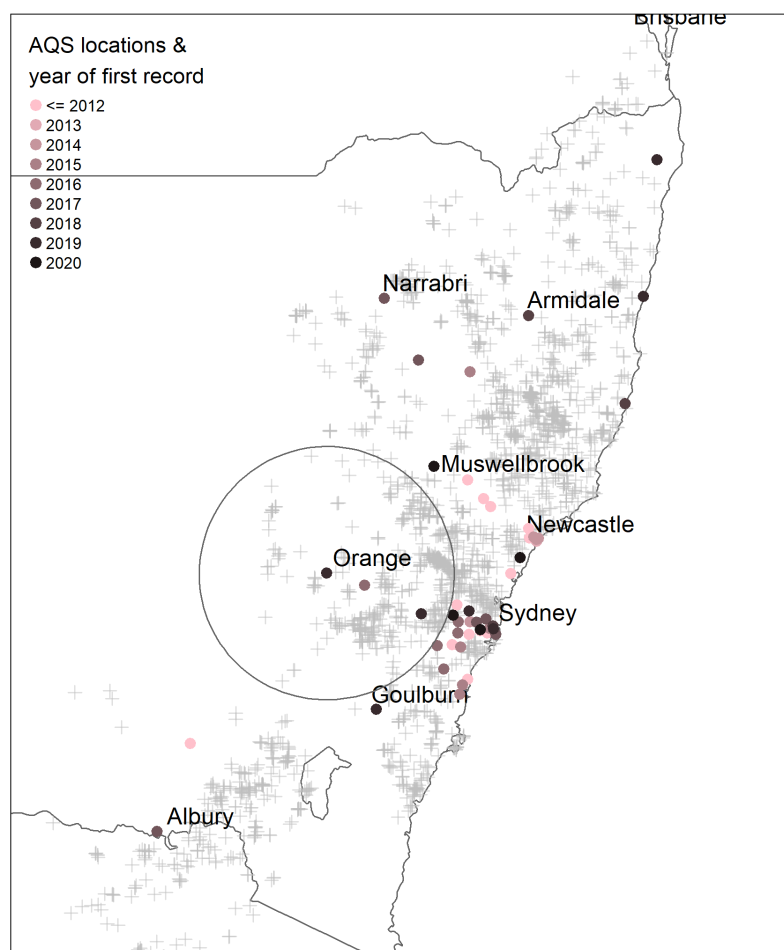 Brisbane
AQS locations &
year of first record
<= 2012
2013
2014
2015
2016
2017
2018
2019
2020
Narrabri
Armidale
Muswellbrook
Newcastle
Orange
Sydney
Goulburn
Albury